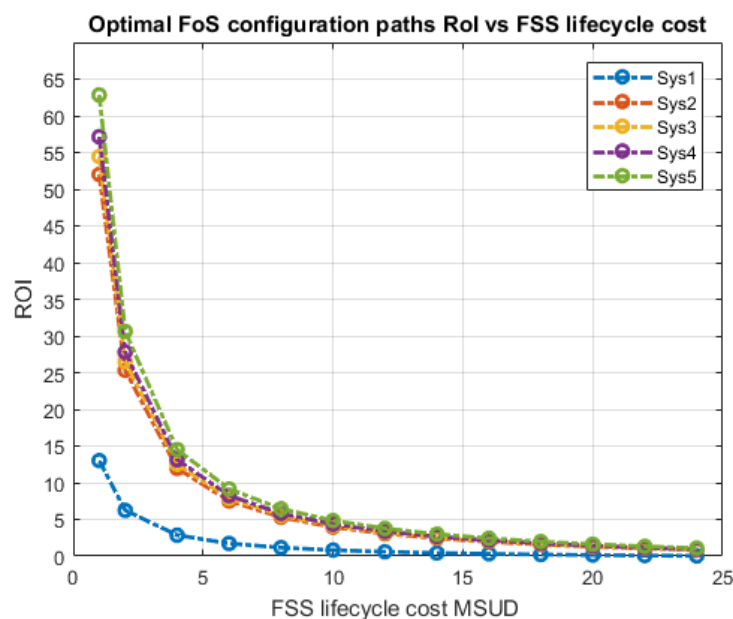 Optimal FoS configuration paths RoI vs FSS lifecycle cost
65
60
55
50
45
40
35
30
25
20
15
10
5
0
ROI
Sys1
Sys2
Sys3
Sys4
Sys5
0 5 10 15 20 25
FSS lifecycle cost MSUD